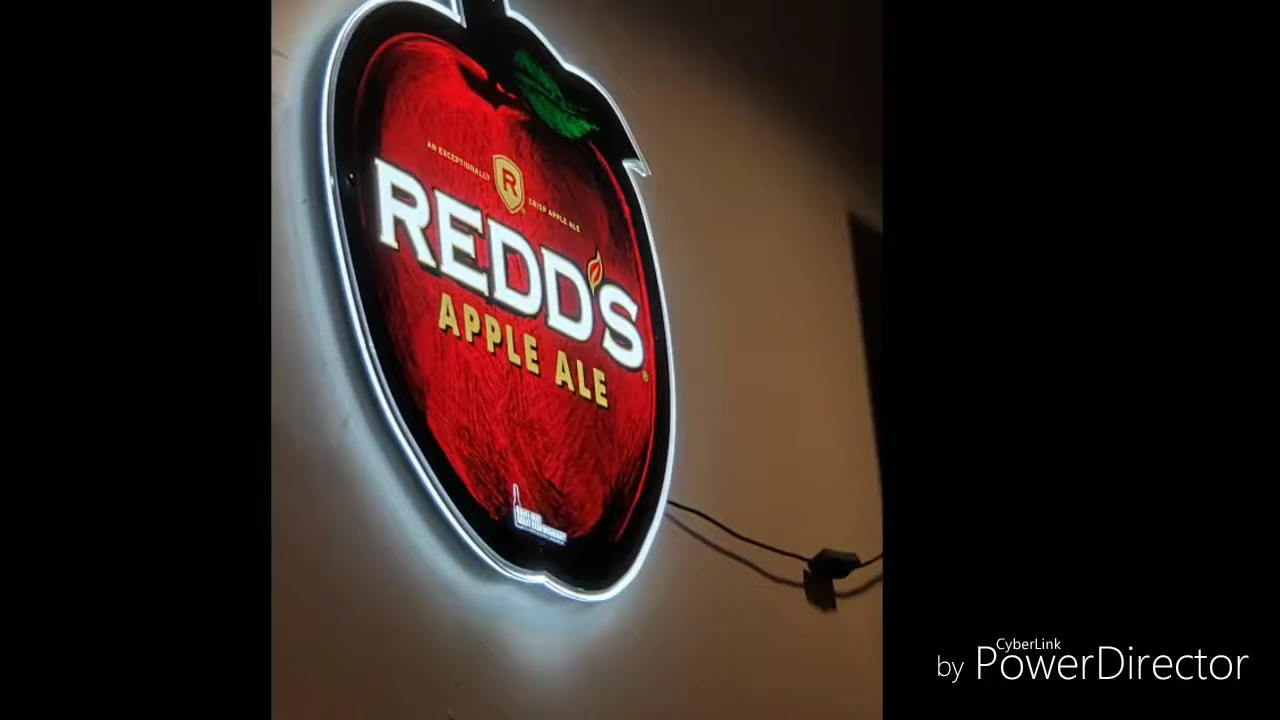 AN EXCEPTIONALLY
R
CRISP APPLE ALE
REDD'S
APPLE ALE
CyberLink
by PowerDirector